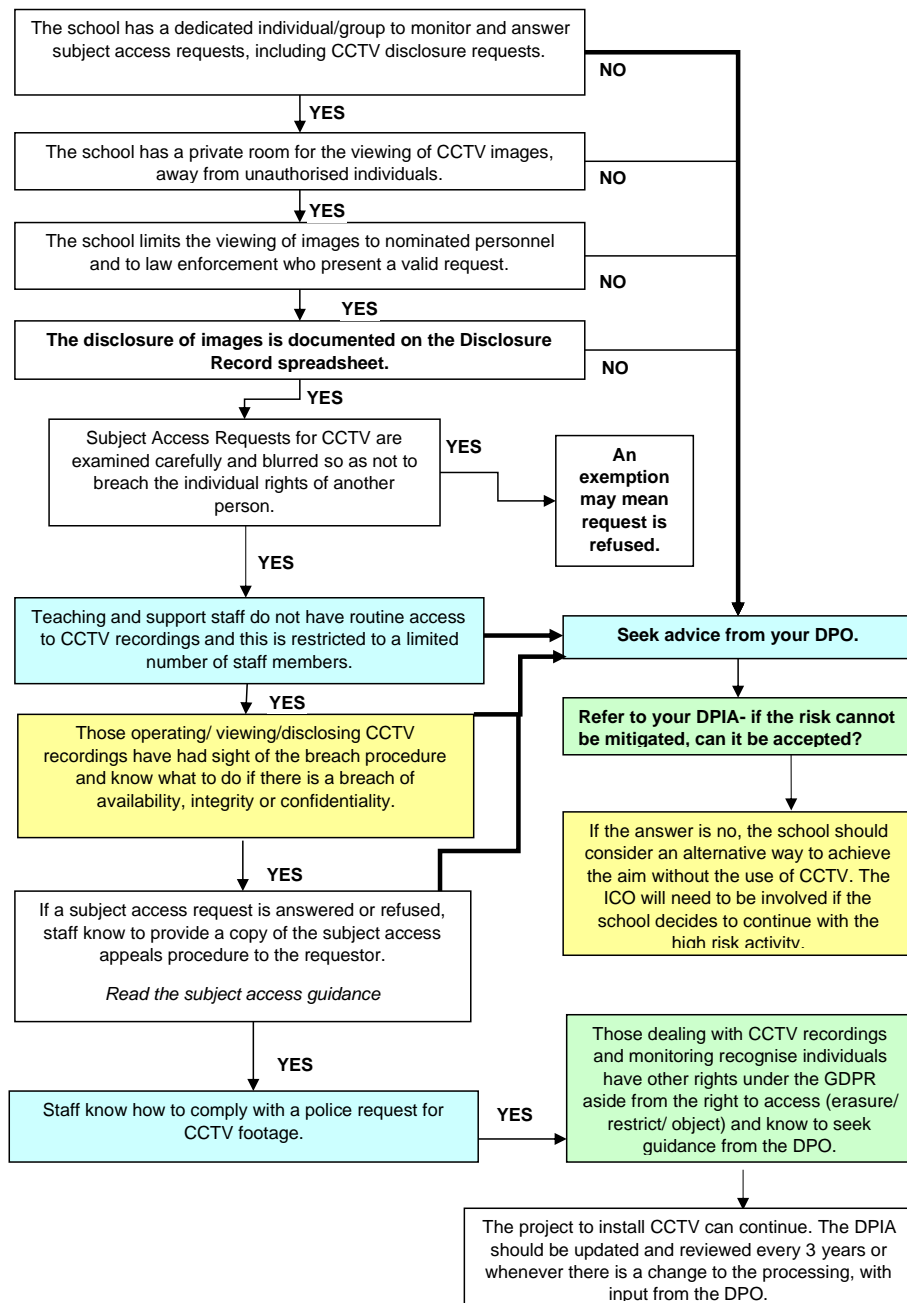 The school has a dedicated individual/group to monitor and answer
subject access requests, including CCTV disclosure requests.
NO
YES
The school has a private room for the viewing of CCTV images,
away from unauthorised individuals.
NO
YES
The school limits the viewing of images to nominated personnel
and to law enforcement who present a valid request.
NO
YES
The disclosure of images is documented on the Disclosure
Record spreadsheet.
NO
YES
Subject Access Requests for CCTV are
examined carefully and blurred so as not to
breach the individual rights of another
person.
YES
An
exemption
may mean
request is
refused.
YES
Teaching and support staff do not have routine access
to CCTV recordings and this is restricted to a limited
number of staff members.
Seek advice from your DPO.
YES
Refer to your DPIA- if the risk cannot
be mitigated, can it be accepted?
Those operating/ viewing/disclosing CCTV
recordings have had sight of the breach procedure
and know what to do if there is a breach of
availability, integrity or confidentiality.
If the answer is no, the school should
consider an alternative way to achieve
the aim without the use of CCTV. The
ICO will need to be involved if the
school decides to continue with the
high risk activity.
YES
If a subject access request is answered or refused,
staff know to provide a copy of the subject access
appeals procedure to the requestor.
Read the subject access guidance
YES
Those dealing with CCTV recordings
and monitoring recognise individuals
have other rights under the GDPR
aside from the right to access (erasure/
restrict/ object) and know to seek
guidance from the DPO.
Staff know how to comply with a police request for
CCTV footage.
YES
The project to install CCTV can continue. The DPIA
should be updated and reviewed every 3 years or
whenever there is a change to the processing, with
input from the DPO.